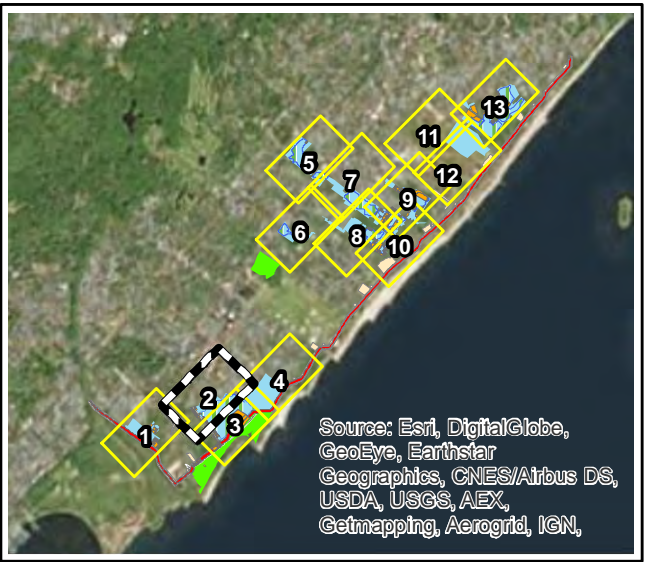 13
11
5
12
7
9
6
8
10
4
2
3
1
Source: Esri, DigitalGlobe,
GeoEye, Earthstar
Geographics, CNES/Airbus DS,
USDA, USGS, AEX,
Getmapping, Aerogrid, IGN,